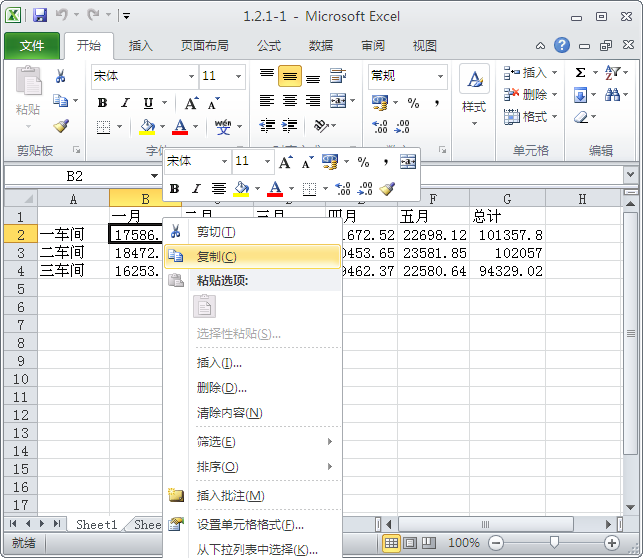 1.2.1-1 - Microsoft Excel
文件 开始 插入 页面布局 公式 数据 审阅 视图
宋体 11 常规 插入 Σ
粘贴 B I U A A % , 样式 删除
A wén 文 .00 格式
剪贴板 字体 单元格 编辑
宋体 11 A A % ,
B I A .00 .00
B2
A B F G H
1 一月 二月 三月 四月 五月 总计
2 一车间 17586. 1672.52 22698.12 101357.8
3 二车间 18472. 0453.65 23581.85 102057
4 三车间 16253. 9462.37 22580.64 94329.02
5
6
7
8
9
10
11
12
13
14
15
16
17
剪切(T)
复制(C)
粘贴选项:
选择性粘贴(S)...
插入(I)...
删除(D)...
清除内容(N)
筛选(E)
排序(O)
插入批注(M)
设置单元格格式(F)...
从下拉列表中选择(K)...
Sheet1 Shee
就绪 100%